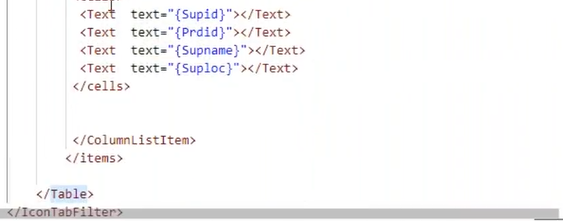 <Text text="{Supid}"></Text>
<Text text="{Prdid}"></Text>
<Text text="{Supname}"></Text>
<Text text="{Suploc}"></Text>
</cells>
</ColumnListItem>
</items>
</Table>
</IconTabFilter>